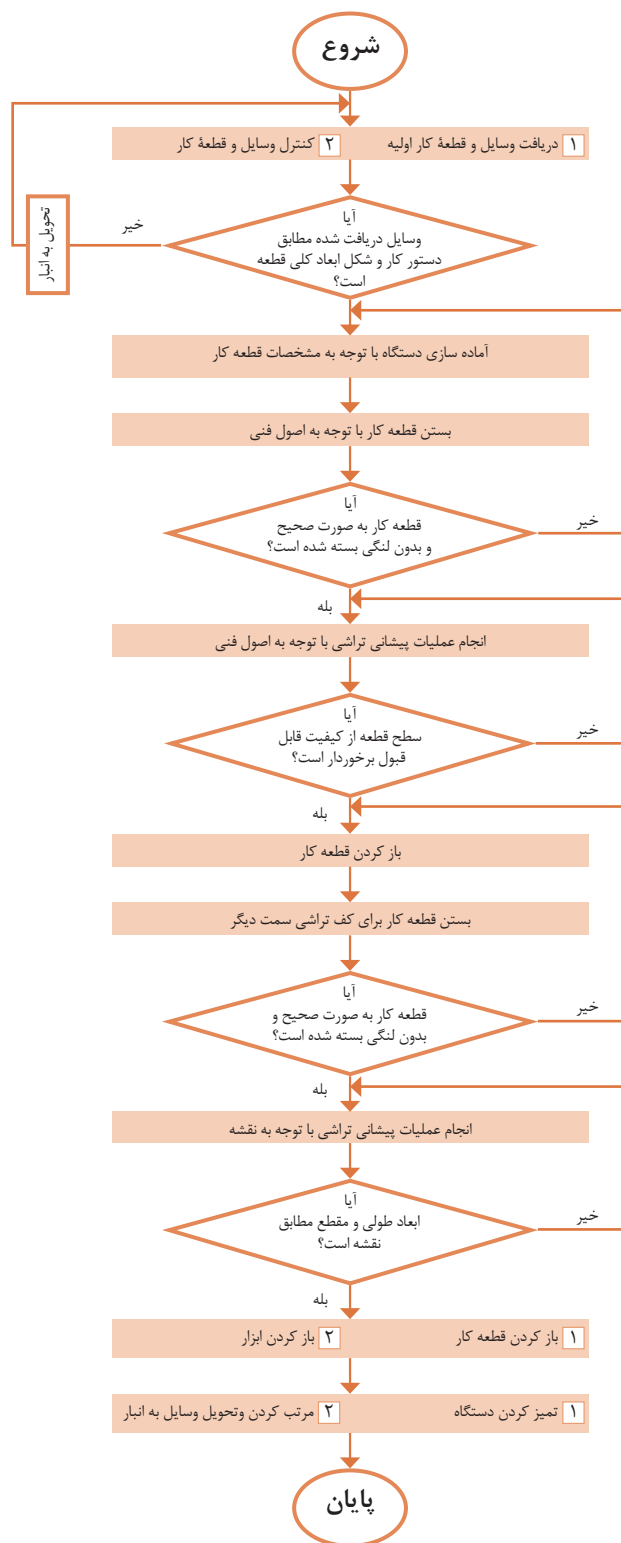 شروع
۱ دریافت وسایل و قطعۀ کار اولیه ۲ کنترل وسایل و قطعۀ کار
آیا
وسایل دریافت شده مطابق
دستور کار و شکل ابعاد کلی قطعه
است؟
خیر
تحویل به انبار
آماده سازی دستگاه با توجه به مشخصات قطعه کار
بستن قطعه کار با توجه به اصول فنی
آیا
قطعه کار به صورت صحیح
و بدون لنگی بسته شده است؟
خیر
بله
انجام عملیات پیشانی تراشی با توجه به اصول فنی
آیا
سطح قطعه از کیفیت قابل
قبول برخوردار است؟
خیر
بله
باز کردن قطعه کار
بستن قطعه کار برای کف تراشی سمت دیگر
آیا
قطعه کار به صورت صحیح و
بدون لنگی بسته شده است؟
خیر
بله
انجام عملیات پیشانی تراشی با توجه به نقشه
آیا
ابعاد طولی و مقطع مطابق
نقشه است؟
خیر
بله
۱ باز کردن قطعه کار ۲ باز کردن ابزار
۱ تمیز کردن دستگاه ۲ مرتب کردن وتحویل وسایل به انبار
پایان